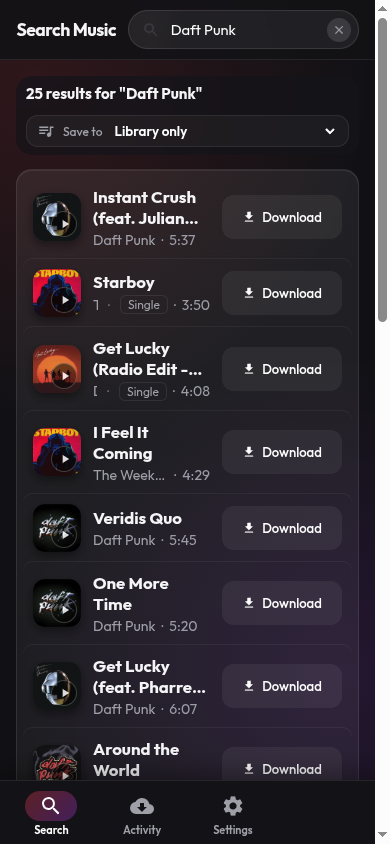 Search Music
Daft Punk
25 results for "Daft Punk"
Save to Library only
Instant Crush
(feat. Julian...
Daft Punk · 5:37
Download
STARBOY
Starboy
· Single · 3:50
Download
Get Lucky
(Radio Edit -...
· Single · 4:08
Download
STARBOY
I Feel It
Coming
The Week... · 4:29
Download
daft punk
Veridis Quo
Daft Punk · 5:45
Download
daft punk
One More
Time
Daft Punk · 5:20
Download
Get Lucky
(feat. Pharre...
Daft Punk · 6:07
Download
Around the
World
Download
Search
Activity
Settings